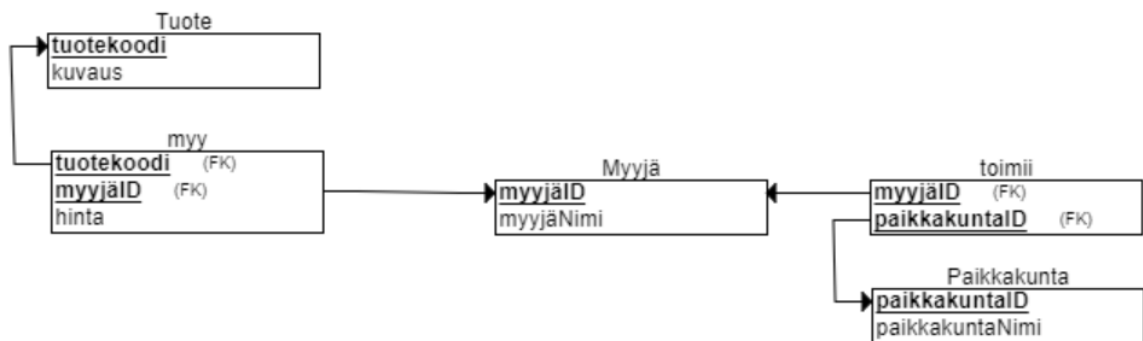 Tuote
tuotekoodi
kuvaus
myy
tuotekoodi (FK)
myyjäID (FK)
hinta
Myyjä
myyjäID
myyjäNimi
toimii
myyjäID (FK)
paikkakuntaID (FK)
Paikkakunta
paikkakuntaID
paikkakuntaNimi